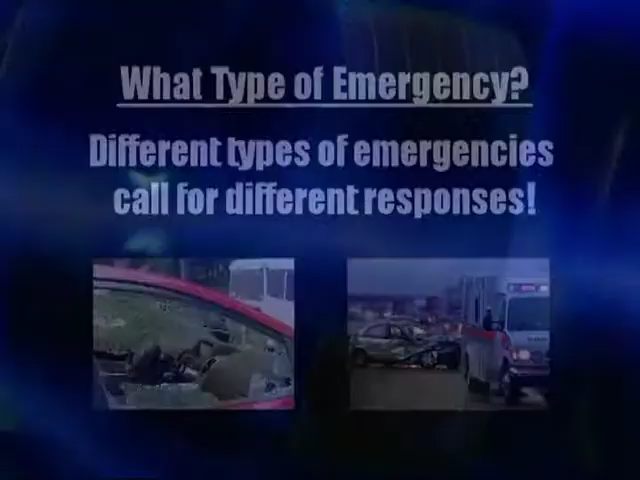 What Type of Emergency?
Different types of emergencies
call for different responses!